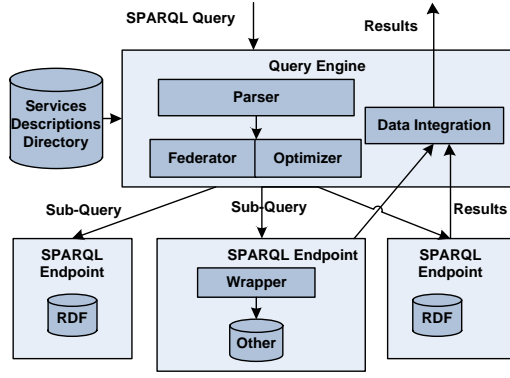 SPARQL Query
Results
Query Engine
Services
Descriptions
Directory
Parser
Federator
Optimizer
Data Integration
Sub-Query
Sub-Query
Results
SPARQL
Endpoint
RDF
SPARQL Endpoint
Wrapper
Other
SPARQL
Endpoint
RDF